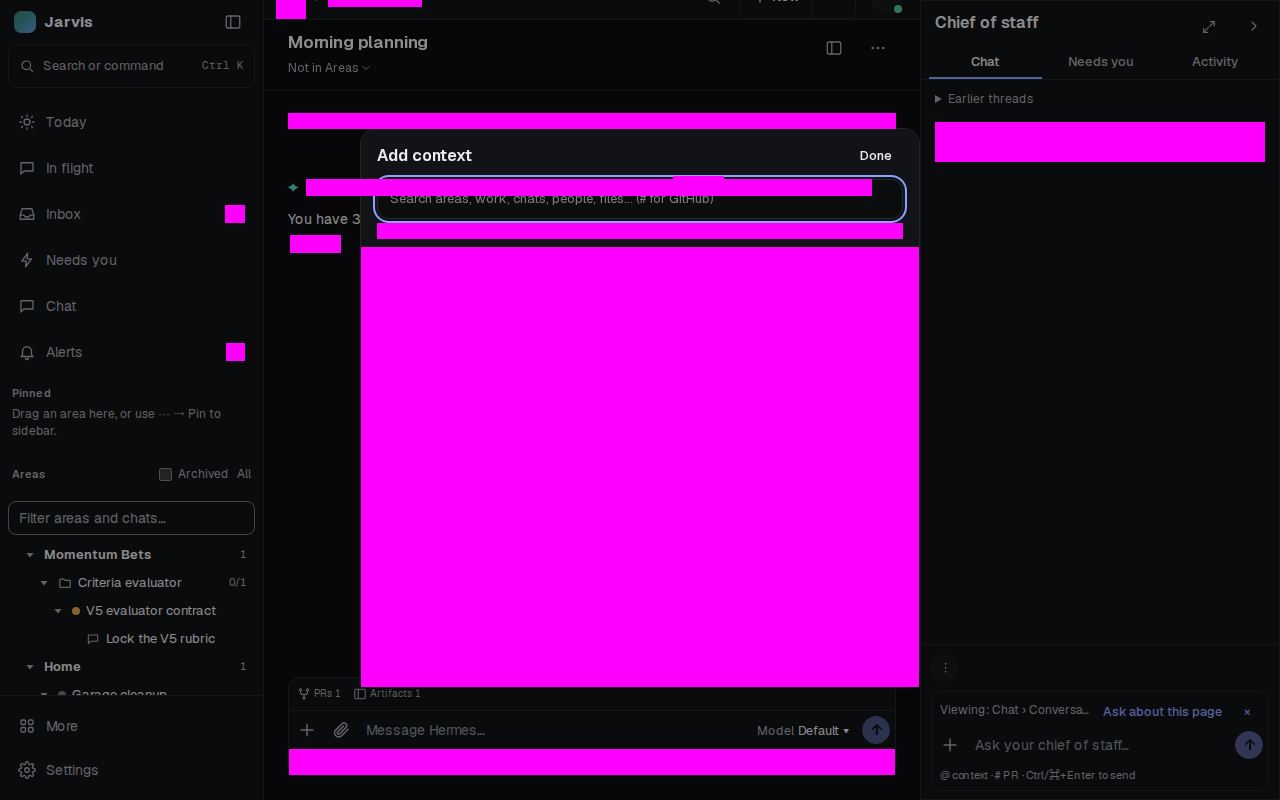 Jarvis
Search or command
Ctrl K
Today
In flight
Inbox
Needs you
Chat
Alerts
Pinned
Drag an area here, or use ··· → Pin to
sidebar.
Areas
Archived
All
Filter areas and chats…
Momentum Bets
1
Criteria evaluator
0/1
V5 evaluator contract
Lock the V5 rubric
Home
1
Garage cleanup
More
Settings
Morning planning
Not in Areas
You have 3
Add context
Done
Search areas, work, chats, people, files… (# for GitHub)
PRs 1
Artifacts 1
Message Hermes…
Model Default
Chief of staff
Chat
Needs you
Activity
Earlier threads
Viewing: Chat › Conversa…
Ask about this page
×
Ask your chief of staff…
@ context · # PR · Ctrl/⌘+Enter to send